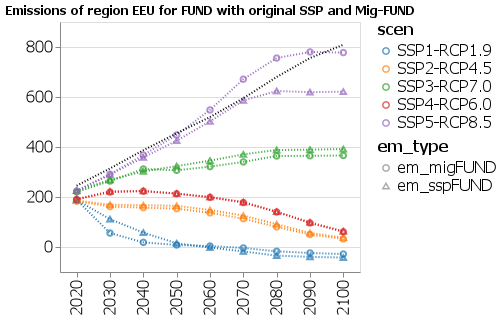 Emissions of region EEU for FUND with original SSP and Mig-FUND
800
600
400
200
0
2020
2030
2040
2050
2060
2070
2080
2090
2100
scen
SSP1-RCP1.9
SSP2-RCP4.5
SSP3-RCP7.0
SSP4-RCP6.0
SSP5-RCP8.5
em_type
em_migFUND
em_sspFUND